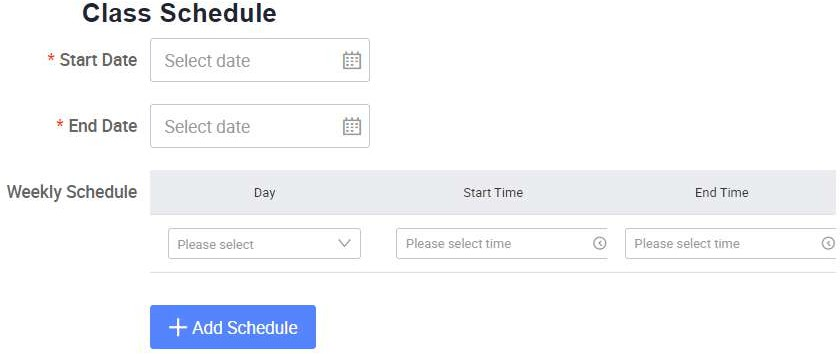 Class Schedule
* Start Date Select date
* End Date Select date
Weekly Schedule Day Start Time End Time
Please select Please select time Please select time
+ Add Schedule